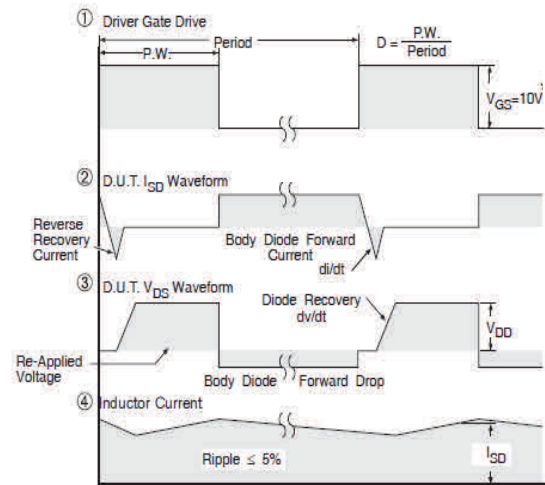 ① Driver Gate Drive
P.W.
Period
D = P.W.
Period
VGS=10V
② D.U.T. ISD Waveform
Reverse
Recovery
Current
Body Diode Forward
Current
di/dt
③ D.U.T. VDS Waveform
Diode Recovery
dv/dt
VDD
Re-Applied
Voltage
Body Diode Forward Drop
④ Inductor Current
Ripple ≤ 5%
ISD